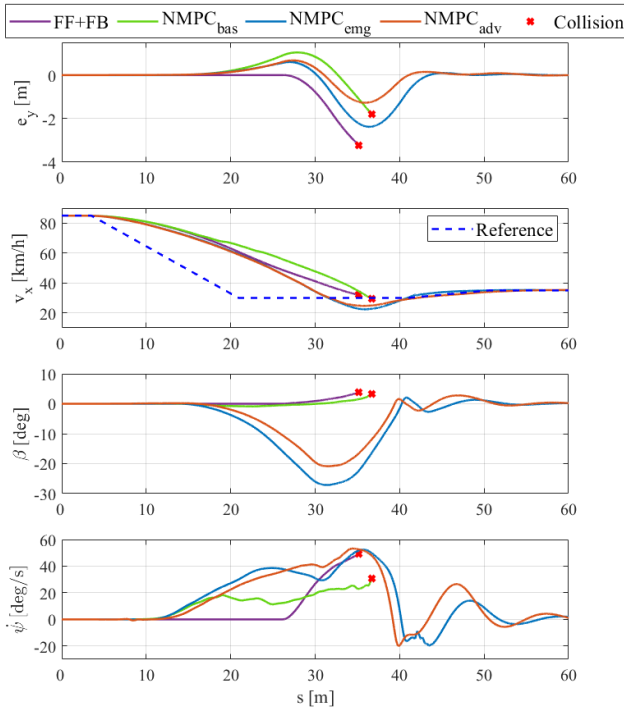 FF+FB NMPC_bas NMPC_emg NMPC_adv Collision
0
-2
-4
e_y [m]
0 10 20 30 40 50 60
80
60
40
20
v_x [km/h]
Reference
0 10 20 30 40 50 60
10
0
-10
-20
-30
β [deg]
0 10 20 30 40 50 60
60
40
20
0
-20
ψ̇ [deg/s]
0 10 20 30 40 50 60
s [m]